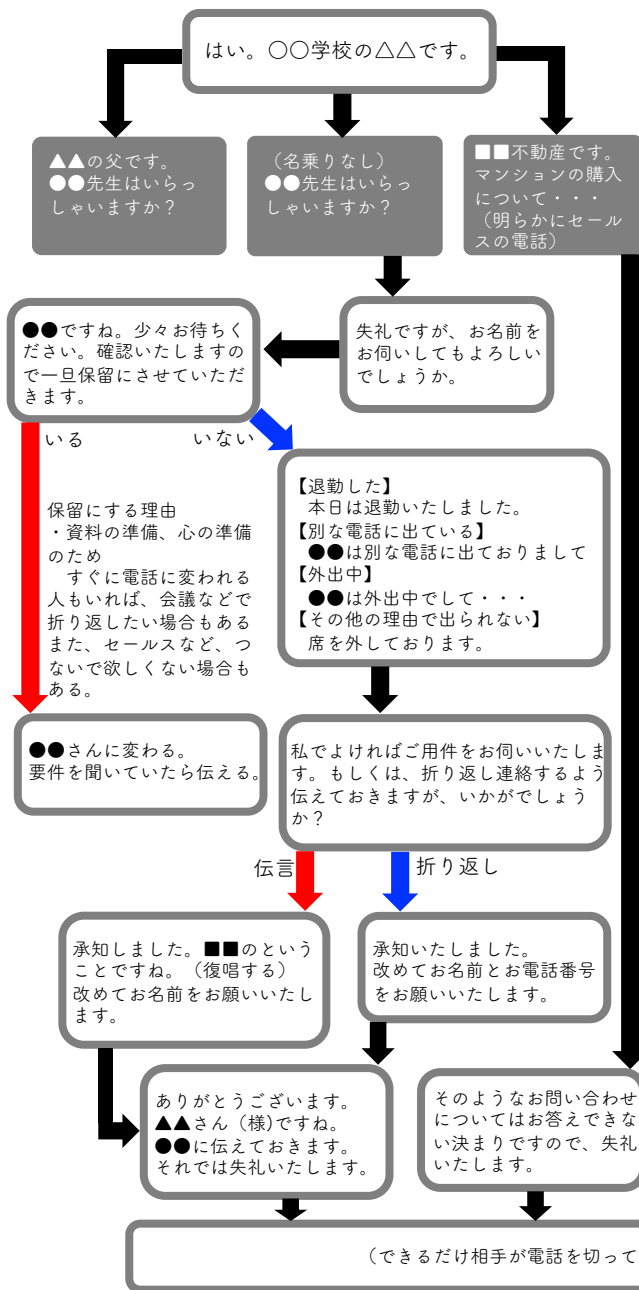 はい。〇〇学校の△△です。
▲▲の父です。
●●先生はいらっ
しゃいますか？
（名乗りなし）
●●先生はいらっ
しゃいますか？
■■不動産です。
マンションの購入
について・・・
（明らかにセール
スの電話）
失礼ですが、お名前を
お伺いしてもよろしい
でしょうか。
●●ですね。少々お待ちく
ださい。確認いたしますの
で一旦保留にさせていただ
きます。
いる
いない
保留にする理由
・資料の準備、心の準備
のため
すぐに電話に変われる
人もいれば、会議などで
折り返したい場合もある
また、セールスなど、つ
ないで欲しくない場合も
ある。
【退勤した】
本日は退勤いたしました。
【別な電話に出ている】
●●は別な電話に出ておりまして
【外出中】
●●は外出中でして・・・
【その他の理由で出られない】
席を外しております。
●●さんに変わる。
要件を聞いていたら伝える。
私でよければご用件をお伺いいたしま
す。もしくは、折り返し連絡するよう
伝えておきますが、いかがでしょう
か？
伝言
折り返し
承知しました。■■のという
ことですね。（復唱する）
改めてお名前をお願いいたし
ます。
承知いたしました。
改めてお名前とお電話番号
をお願いいたします。
ありがとうございます。
▲▲さん（様)ですね。
●●に伝えておきます。
それでは失礼いたします。
そのようなお問い合わせ
についてはお答えできな
い決まりですので、失礼
いたします。
（できるだけ相手が電話を切って